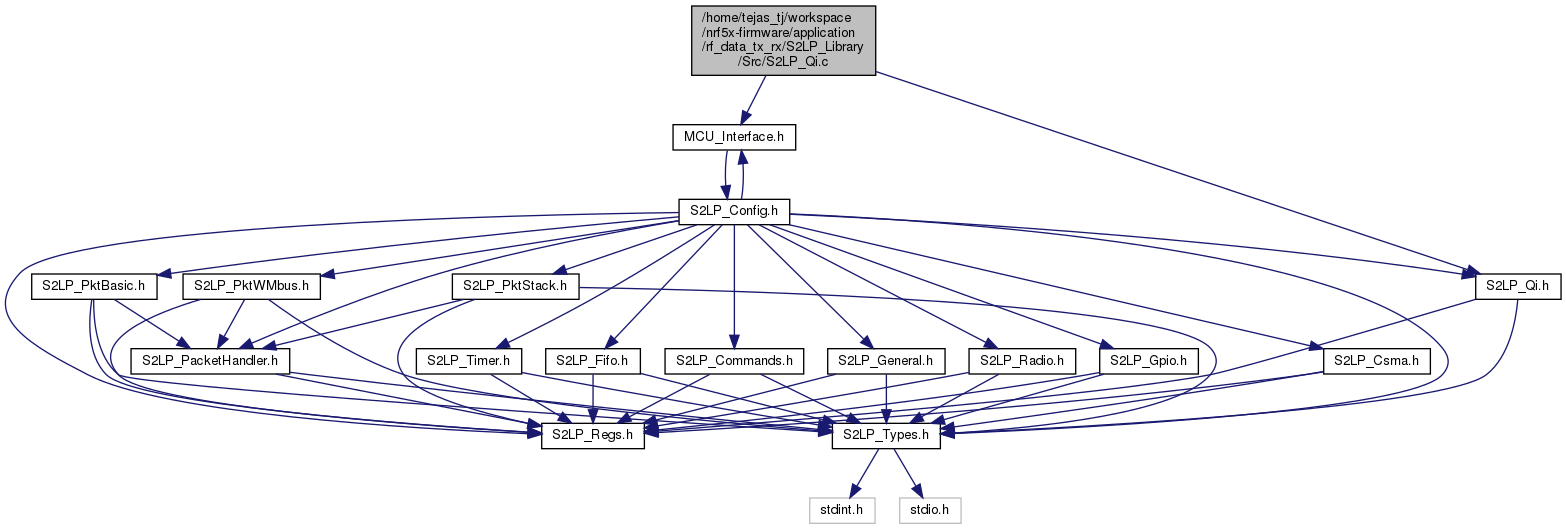 /home/tejas_tj/workspace
/nrf5x-firmware/application
/rf_data_tx_rx/S2LP_Library
/Src/S2LP_Qi.c
MCU_Interface.h
S2LP_Config.h
S2LP_PktBasic.h
S2LP_PktWMbus.h
S2LP_PktStack.h
S2LP_Qi.h
S2LP_PacketHandler.h
S2LP_Timer.h
S2LP_Fifo.h
S2LP_Commands.h
S2LP_General.h
S2LP_Radio.h
S2LP_Gpio.h
S2LP_Csma.h
S2LP_Regs.h
S2LP_Types.h
stdint.h
stdio.h